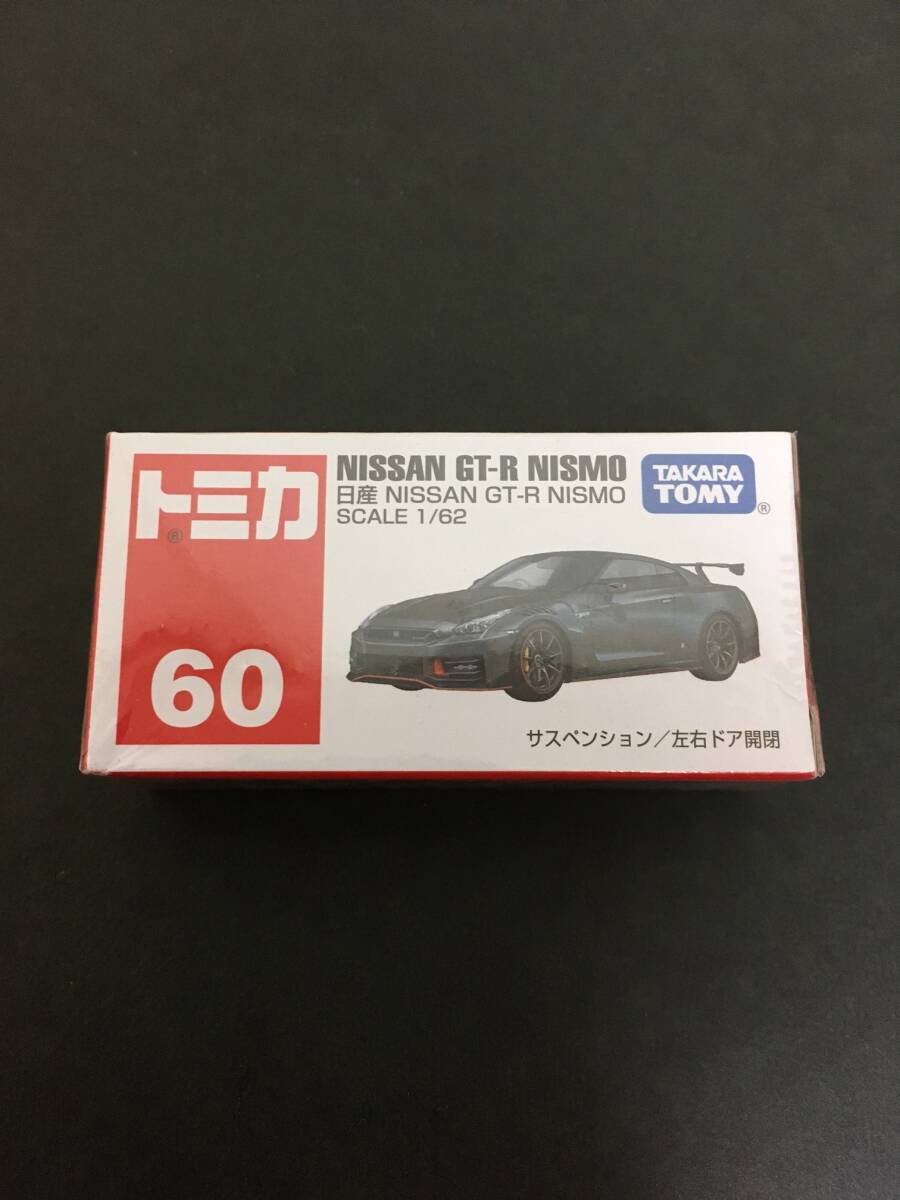 トミカ®
60
NISSAN GT-R NISMO
日産 NISSAN GT-R NISMO
SCALE 1/62
TAKARA
TOMY®
サスペンション/左右ドア開閉